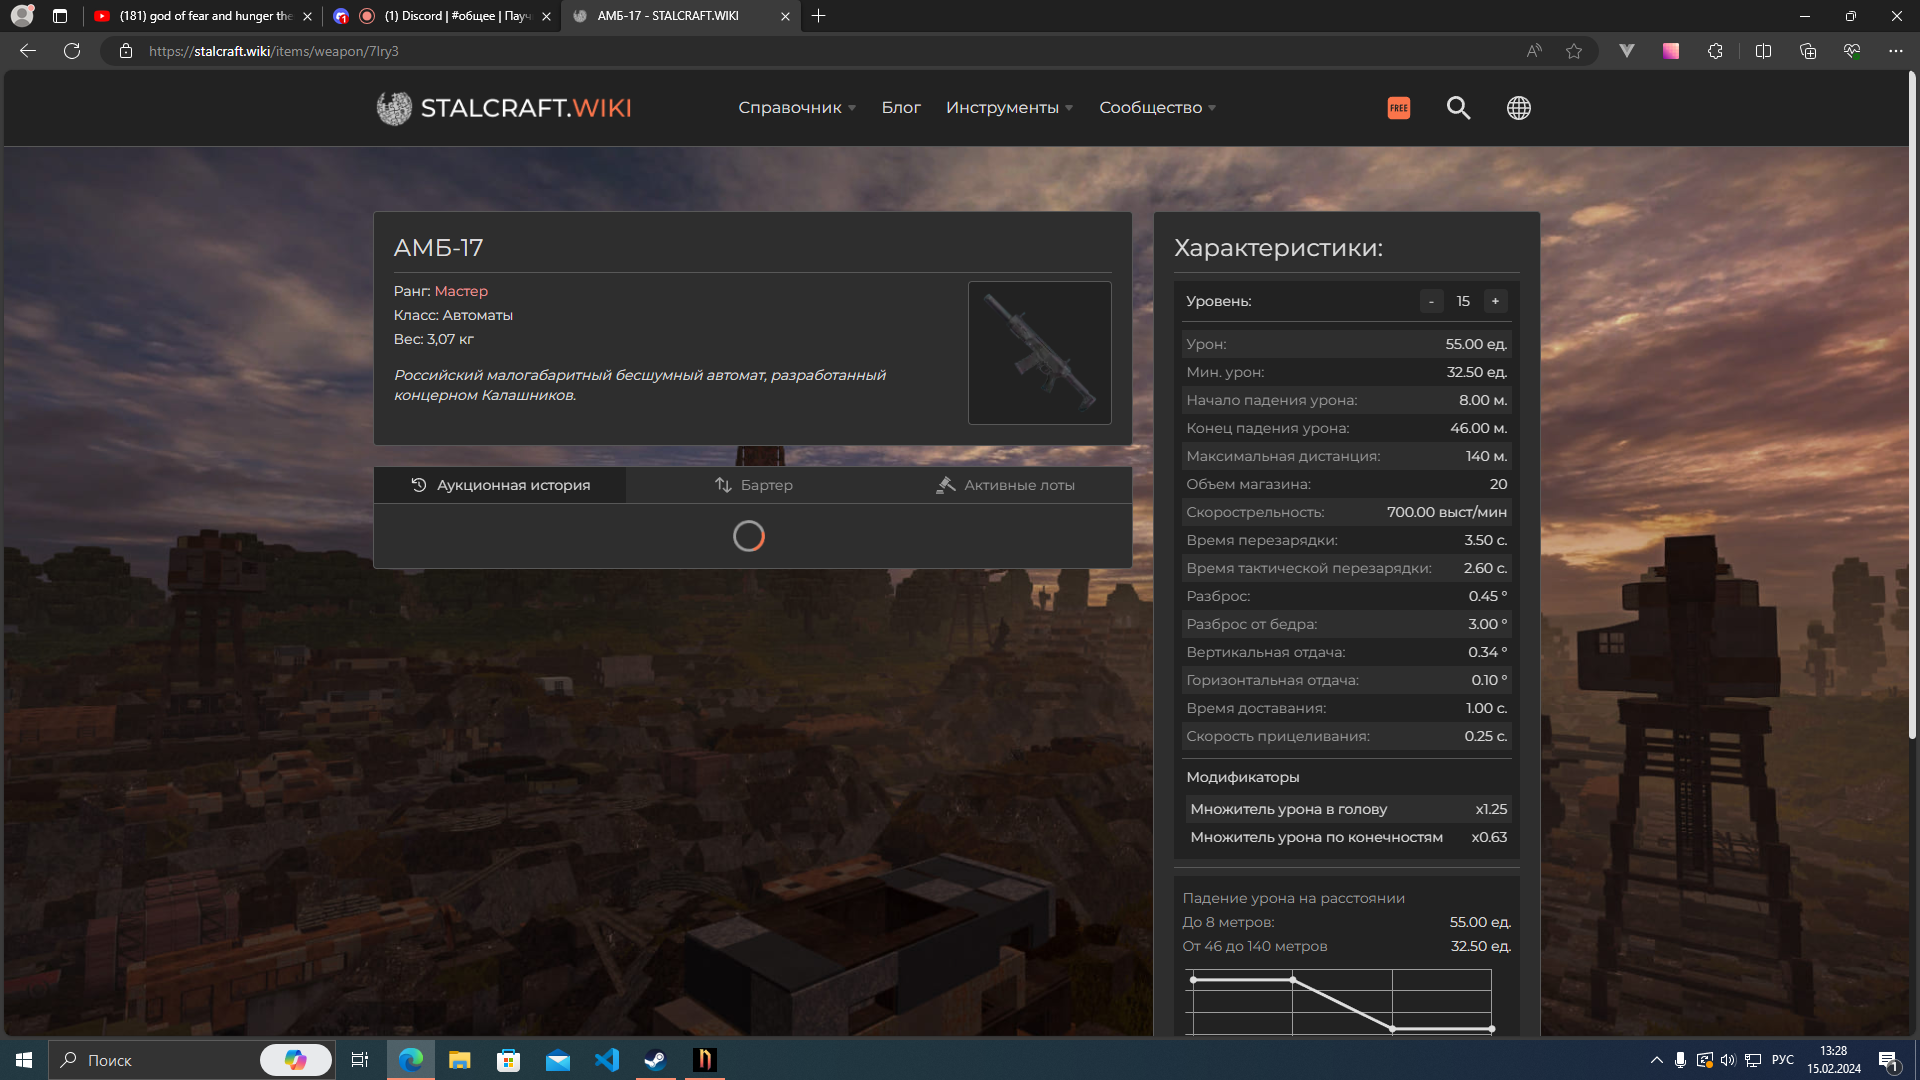 (181) god of fear and hunger the
(1) Discord | #общее | Пауч
АМБ-17 - STALCRAFT.WIKI
https://stalcraft.wiki/items/weapon/7lry3
STALCRAFT.WIKI
Справочник
Блог
Инструменты
Сообщество
FREE
АМБ-17
Ранг: Мастер
Класс: Автоматы
Вес: 3,07 кг
Российский малогабаритный бесшумный автомат, разработанный
концерном Калашников.
Аукционная история
Бартер
Активные лоты
Характеристики:
Уровень: - 15 +
Урон: 55.00 ед.
Мин. урон: 32.50 ед.
Начало падения урона: 8.00 м.
Конец падения урона: 46.00 м.
Максимальная дистанция: 140 м.
Объем магазина: 20
Скорострельность: 700.00 выст/мин
Время перезарядки: 3.50 с.
Время тактической перезарядки: 2.60 с.
Разброс: 0.45 °
Разброс от бедра: 3.00 °
Вертикальная отдача: 0.34 °
Горизонтальная отдача: 0.10 °
Время доставания: 1.00 с.
Скорость прицеливания: 0.25 с.
Модификаторы
Множитель урона в голову x1.25
Множитель урона по конечностям x0.63
Падение урона на расстоянии
До 8 метров: 55.00 ед.
От 46 до 140 метров 32.50 ед.
Поиск
РУС
13:28
15.02.2024
1